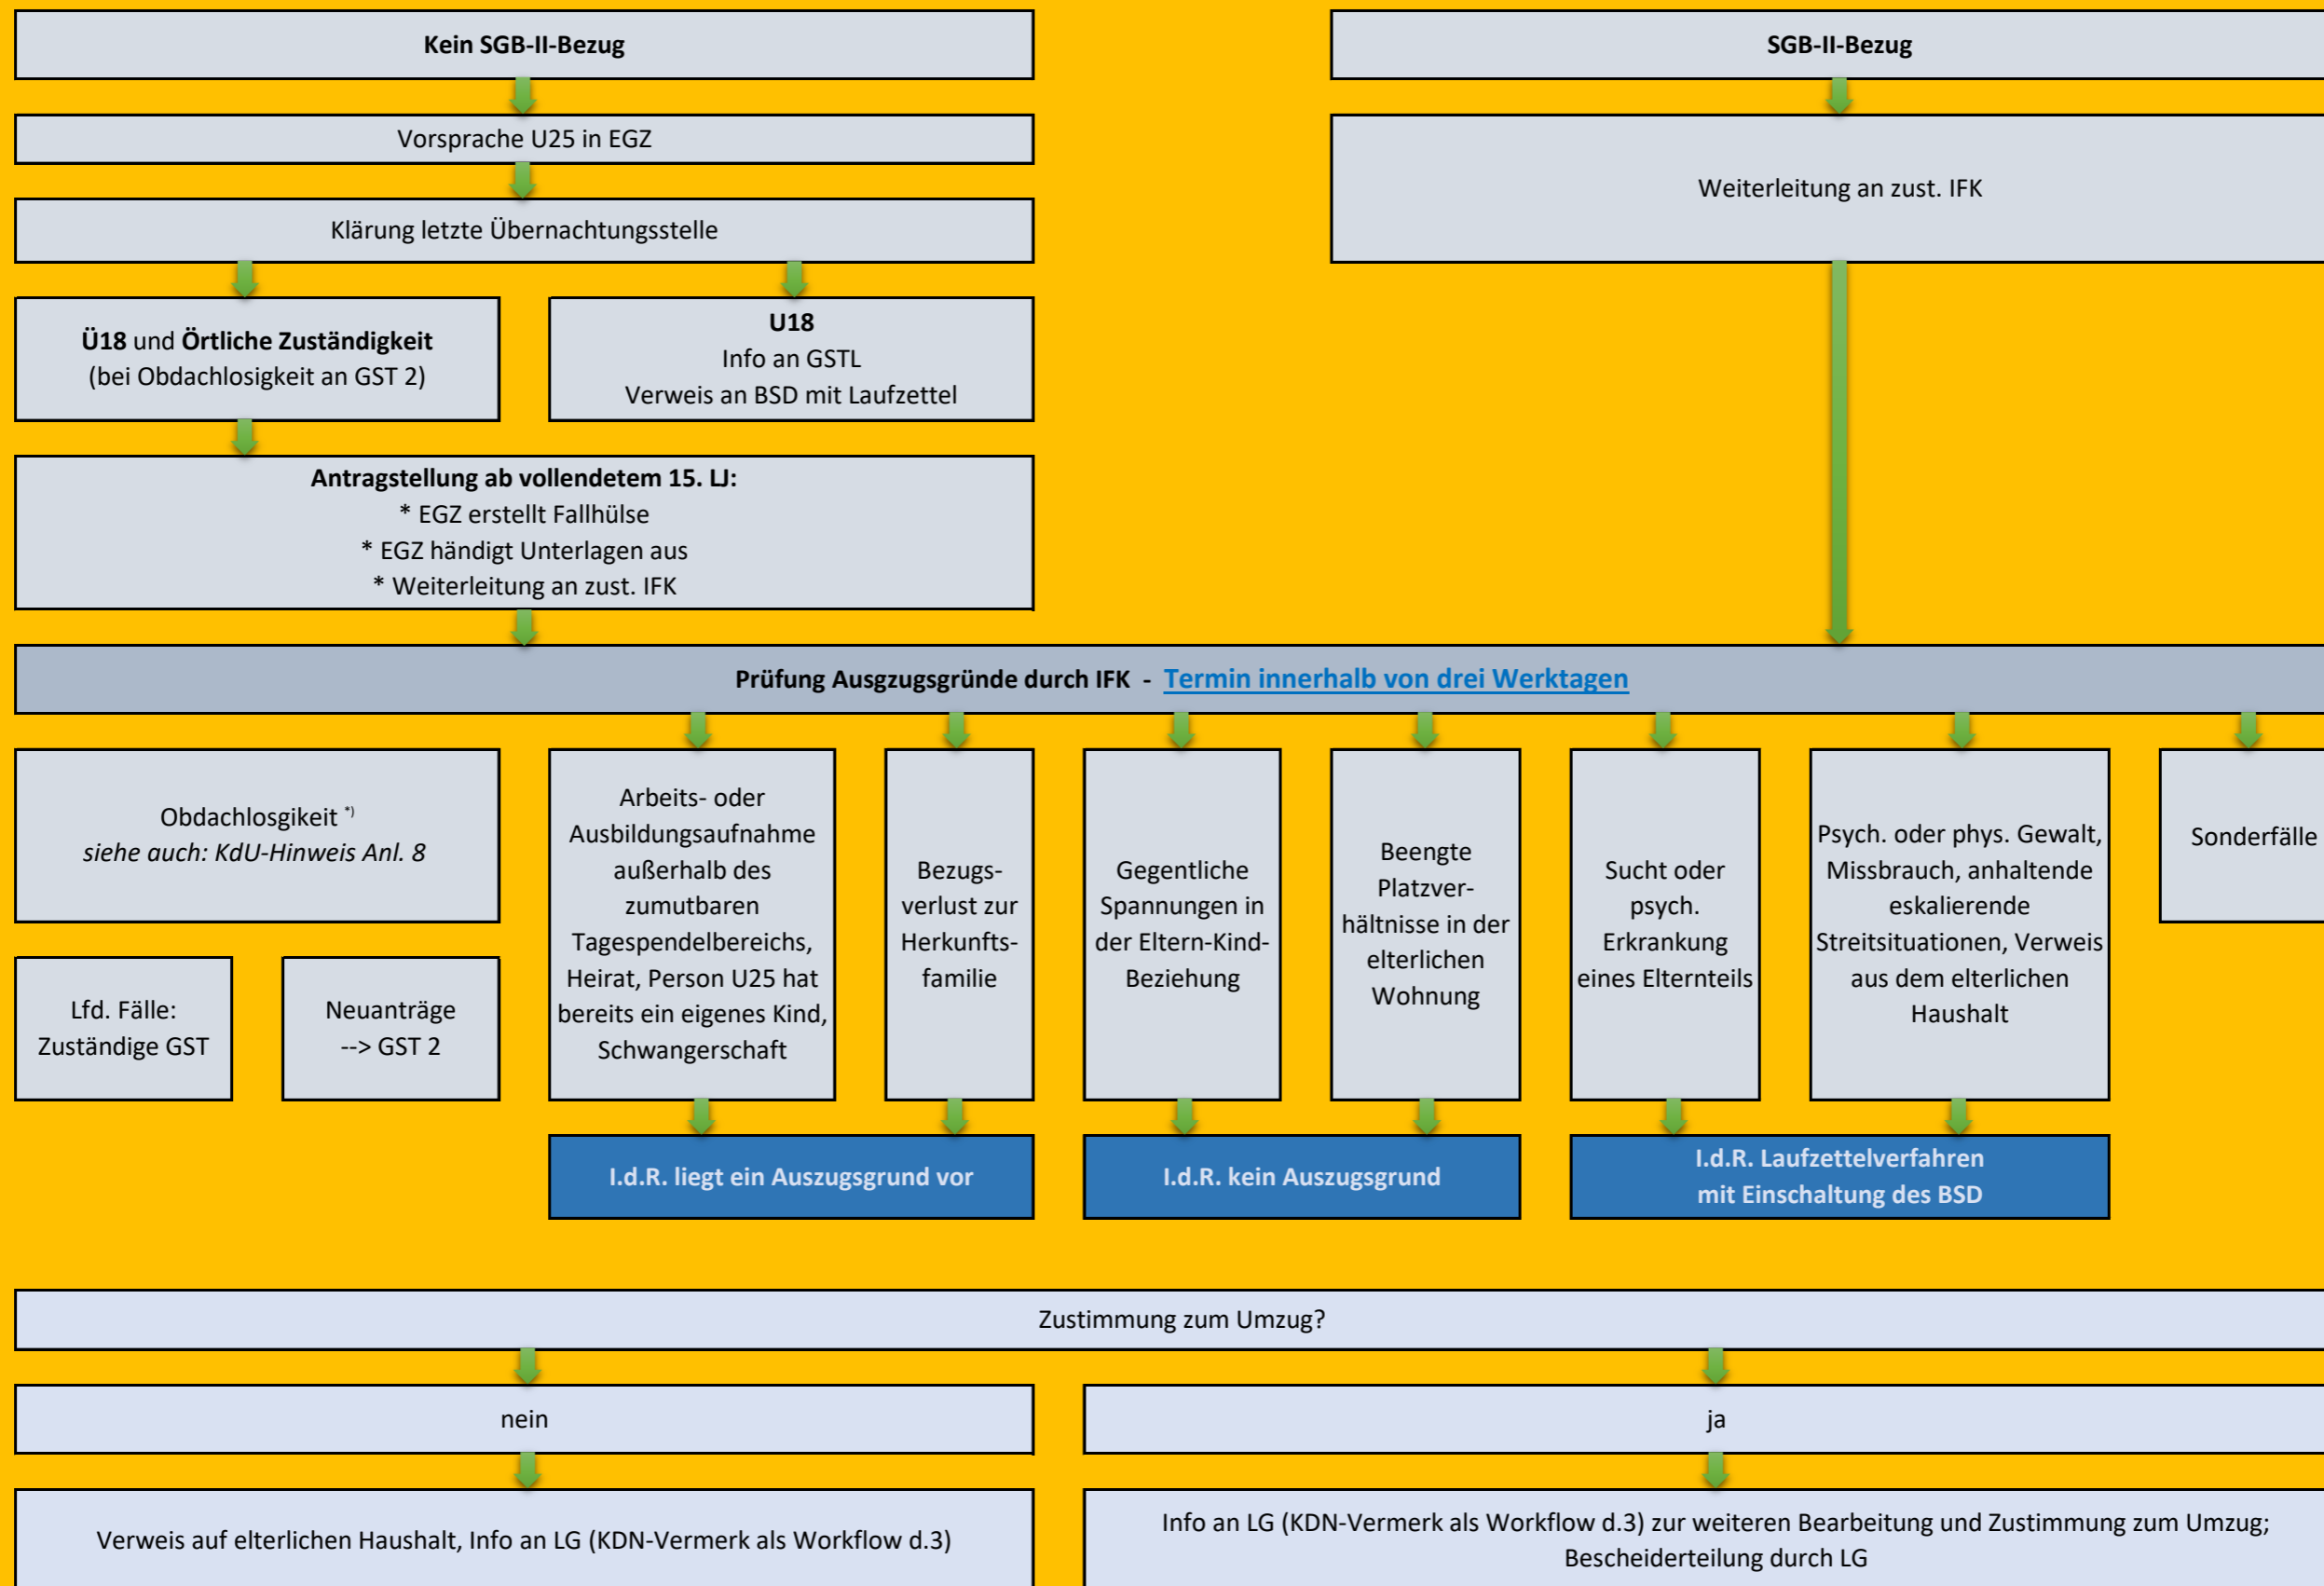 Kein SGB-II-Bezug
SGB-II-Bezug
Vorsprache U25 in EGZ
Weiterleitung an zust. IFK
Klärung letzte Übernachtungsstelle
Ü18 und Örtliche Zuständigkeit
(bei Obdachlosigkeit an GST 2)
U18
Info an GSTL
Verweis an BSD mit Laufzettel
Antragstellung ab vollendetem 15. LJ:
* EGZ erstellt Fallhülse
* EGZ händigt Unterlagen aus
* Weiterleitung an zust. IFK
Prüfung Ausgzugsgründe durch IFK - Termin innerhalb von drei Werktagen
Obdachlosgikeit *)
siehe auch: KdU-Hinweis Anl. 8
Lfd. Fälle:
Zuständige GST
Neuanträge
--> GST 2
Arbeits- oder
Ausbildungsaufnahme
außerhalb des
zumutbaren
Tagespendelbereichs,
Heirat, Person U25 hat
bereits ein eigenes Kind,
Schwangerschaft
Bezugs-
verlust zur
Herkunfts-
familie
Gegentliche
Spannungen in
der Eltern-Kind-
Beziehung
Beengte
Platzver-
hältnisse in der
elterlichen
Wohnung
Sucht oder
psych.
Erkrankung
eines Elternteils
Psych. oder phys. Gewalt,
Missbrauch, anhaltende
eskalierende
Streitsituationen, Verweis
aus dem elterlichen
Haushalt
Sonderfälle
I.d.R. liegt ein Auszugsgrund vor
I.d.R. kein Auszugsgrund
I.d.R. Laufzettelverfahren
mit Einschaltung des BSD
Zustimmung zum Umzug?
nein
ja
Verweis auf elterlichen Haushalt, Info an LG (KDN-Vermerk als Workflow d.3)
Info an LG (KDN-Vermerk als Workflow d.3) zur weiteren Bearbeitung und Zustimmung zum Umzug;
Bescheiderteilung durch LG